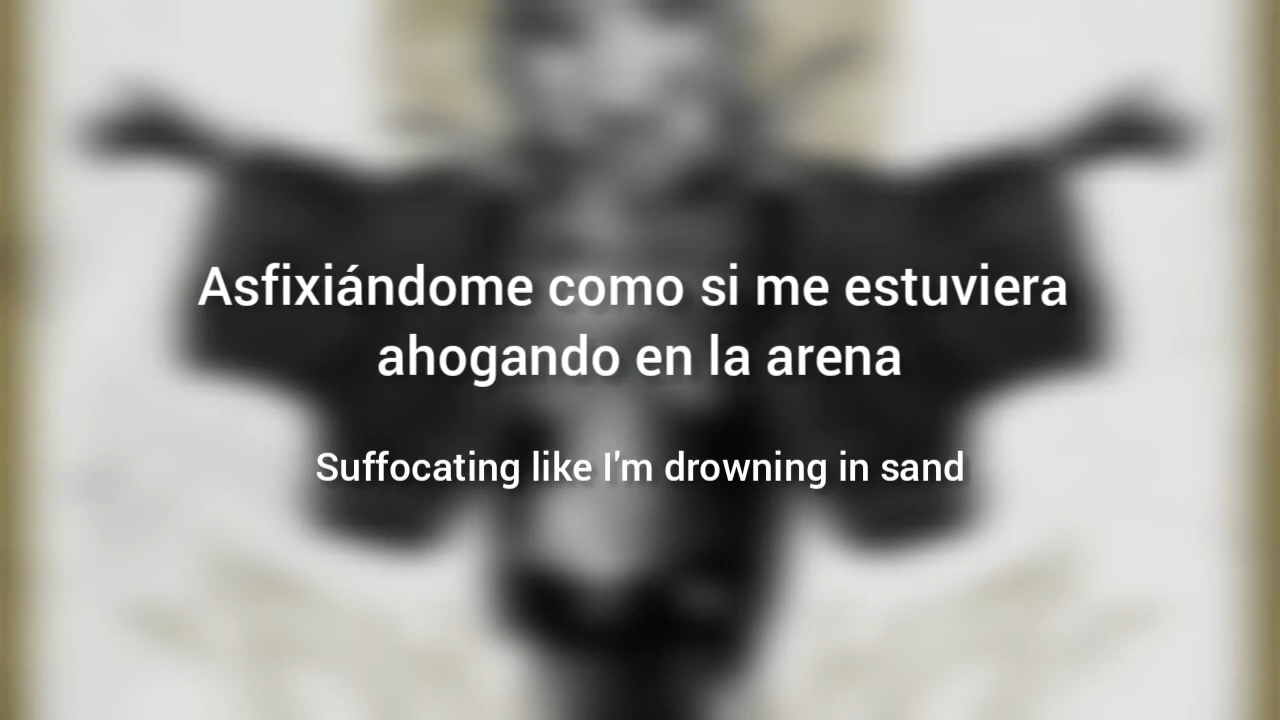 Asfixiándome como si me estuviera
ahogando en la arena
Suffocating like I'm drowning in sand